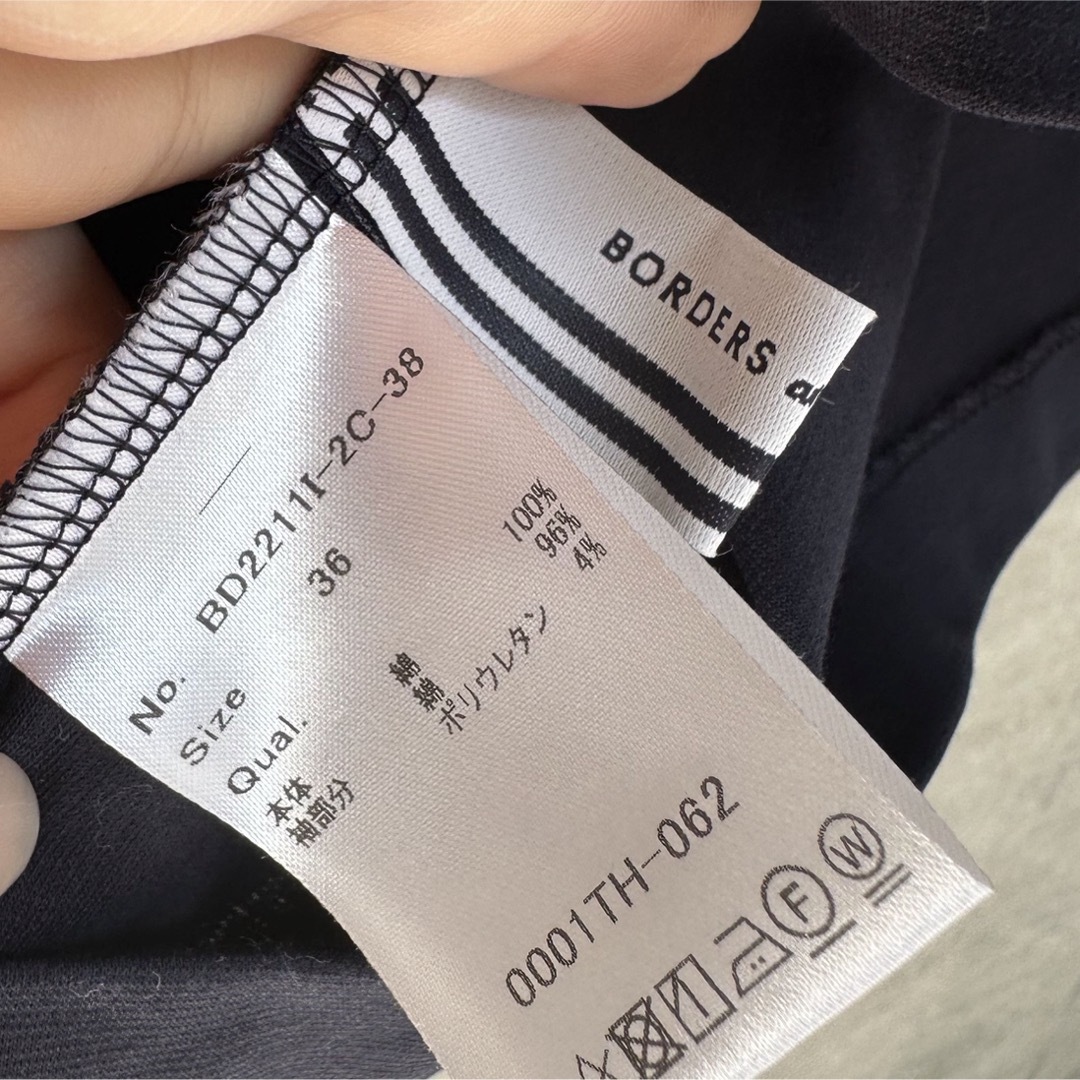 BORDERS
No. BD2211I-2C-38
Size 36
Qual.
本体 綿 100%
袖部分 綿 96%
ポリウレタン 4%
0001TH-062
F
W